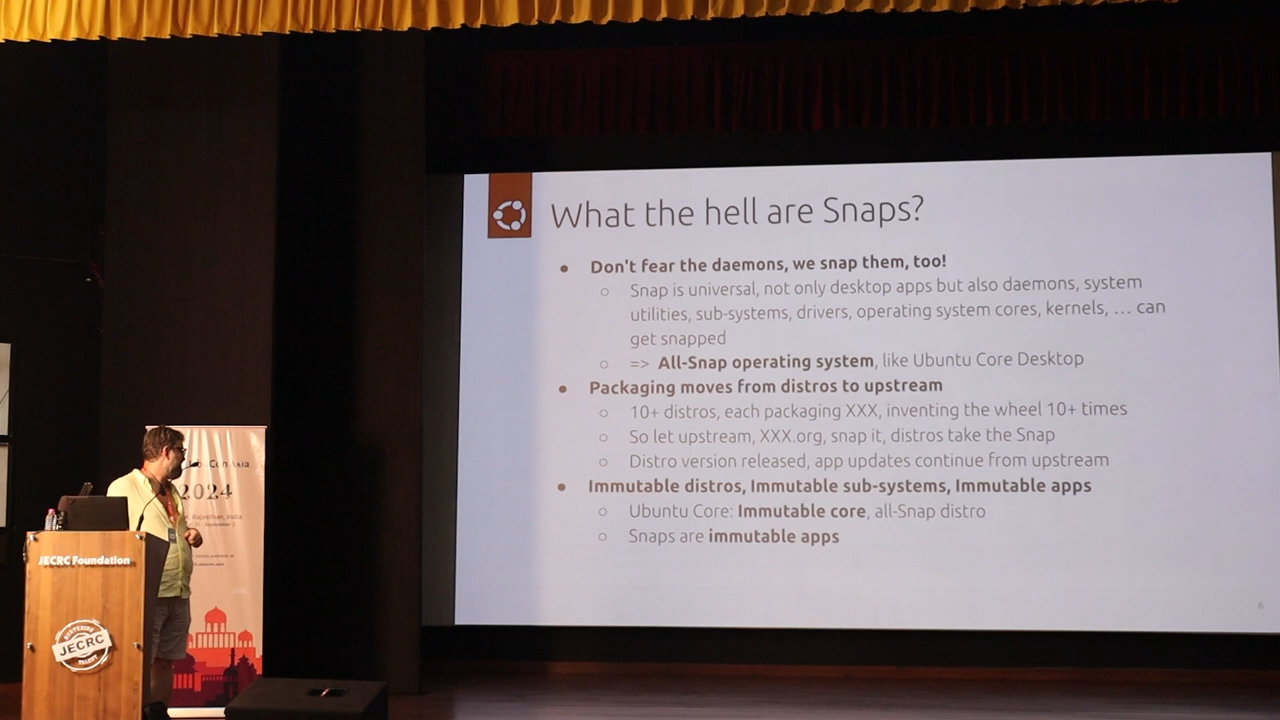 What the hell are Snaps?
● Don't fear the daemons, we snap them, too!
○ Snap is universal, not only desktop apps but also daemons, system
utilities, sub-systems, drivers, operating system cores, kernels, … can
get snapped
○ => All-Snap operating system, like Ubuntu Core Desktop
● Packaging moves from distros to upstream
○ 10+ distros, each packaging XXX, inventing the wheel 10+ times
○ So let upstream, XXX.org, snap it, distros take the Snap
○ Distro version released, app updates continue from upstream
● Immutable distros, Immutable sub-systems, Immutable apps
○ Ubuntu Core: Immutable core, all-Snap distro
○ Snaps are immutable apps
6
Con Asia
2024
Rajasthan, India
JECRC Foundation
JECRC